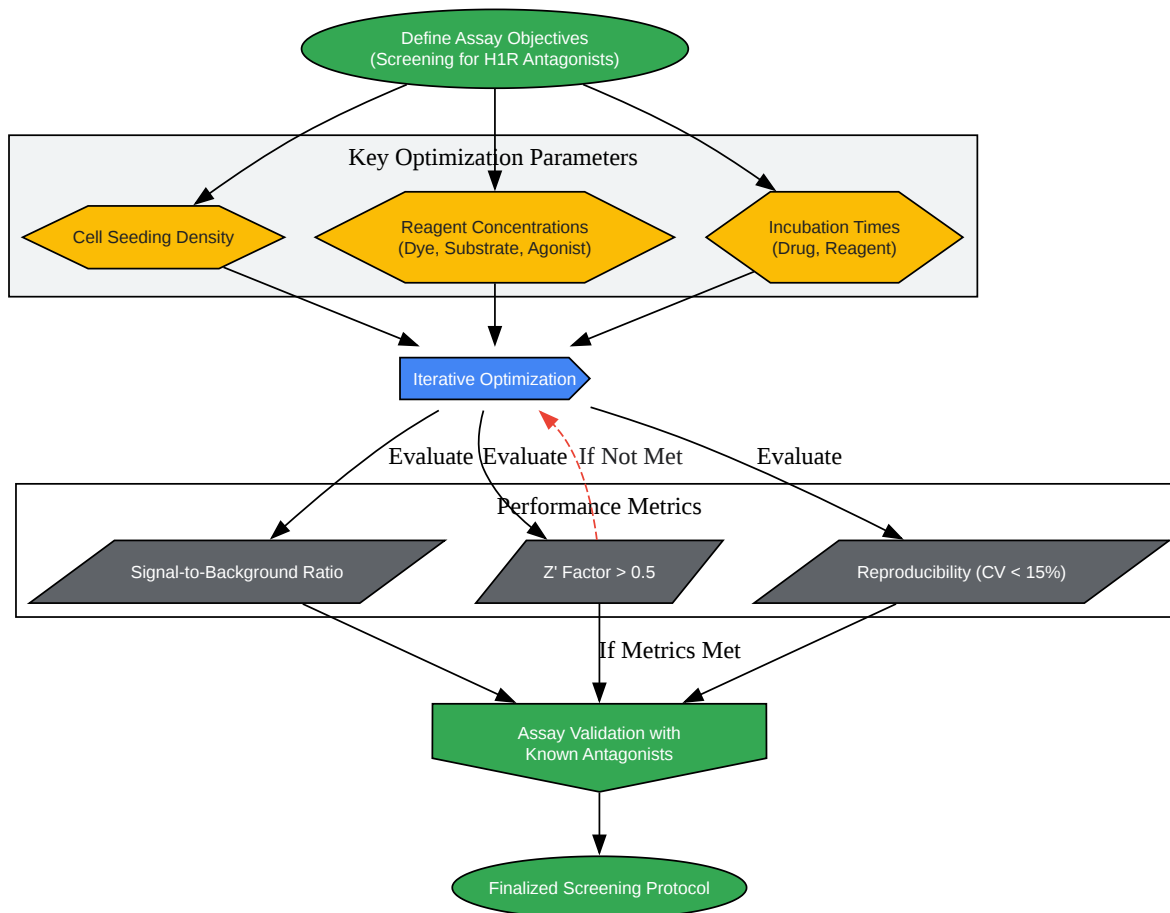 Define Assay Objectives
(Screening for H1R Antagonists)
Key Optimization Parameters
Cell Seeding Density
Reagent Concentrations
(Dye, Substrate, Agonist)
Incubation Times
(Drug, Reagent)
Iterative Optimization
Evaluate
Evaluate
If Not Met
Evaluate
Performance Metrics
Signal-to-Background Ratio
Z' Factor > 0.5
Reproducibility (CV < 15%)
If Metrics Met
Assay Validation with
Known Antagonists
Finalized Screening Protocol